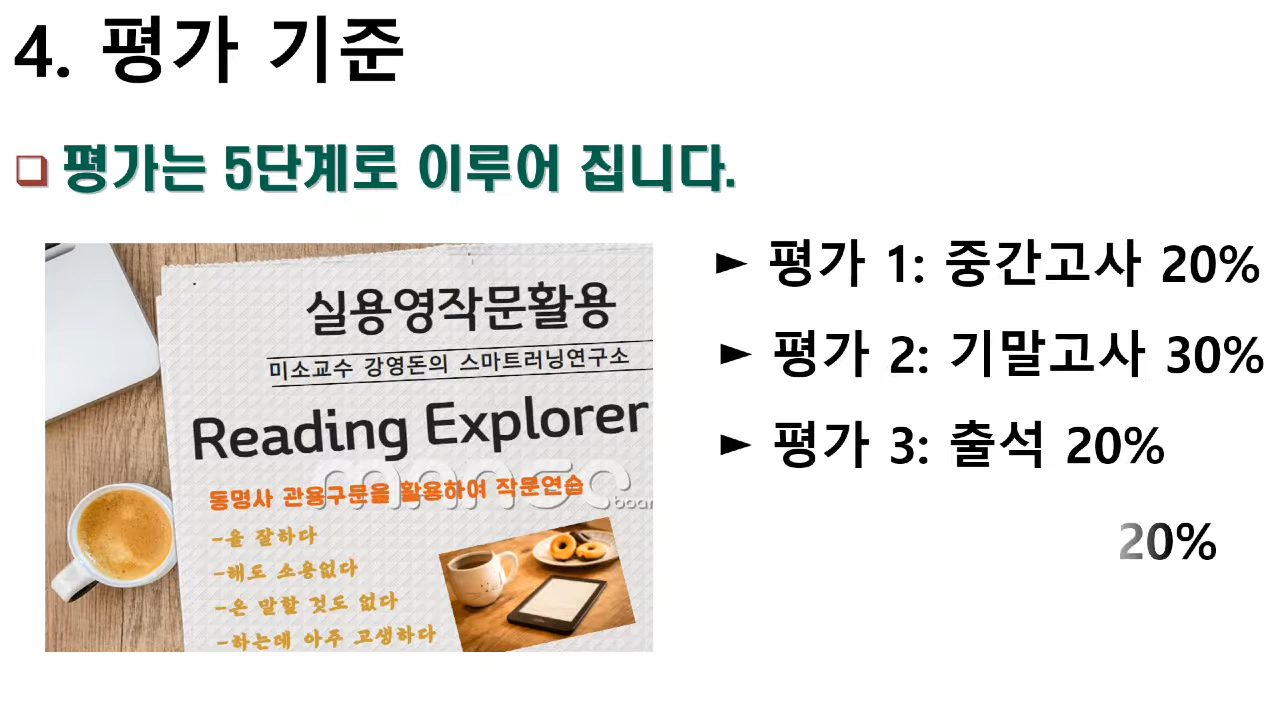 4. 평가 기준
❑ 평가는 5단계로 이루어 집니다.
실용영작문활용
미소교수 강영돈의 스마트러닝연구소
Reading Explorer
동명사 관용구문을 활용하여 작문연습
-을 잘하다
-해도 소용없다
-은 말할 것도 없다
-하는데 아주 고생하다
► 평가 1: 중간고사 20%
► 평가 2: 기말고사 30%
► 평가 3: 출석 20%
20%